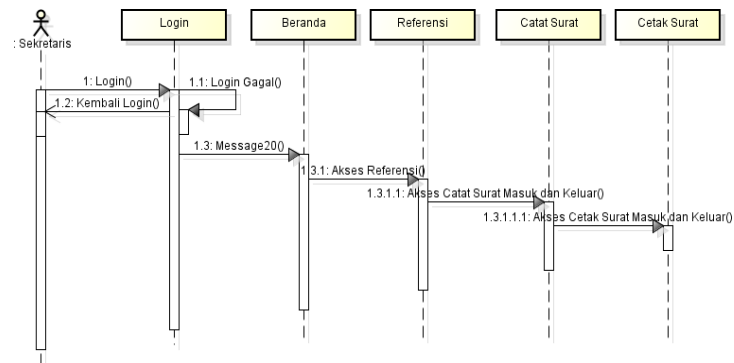 Login
Beranda
Referensi
Catat Surat
Cetak Surat
: Sekretaris
1: Login()
1.1: Login Gagal()
1.2: Kembali Login()
1.3: Message20()
1.3.1: Akses Referensi()
1.3.1.1: Akses Catat Surat Masuk dan Keluar()
1.3.1.1.1: Akses Cetak Surat Masuk dan Keluar()